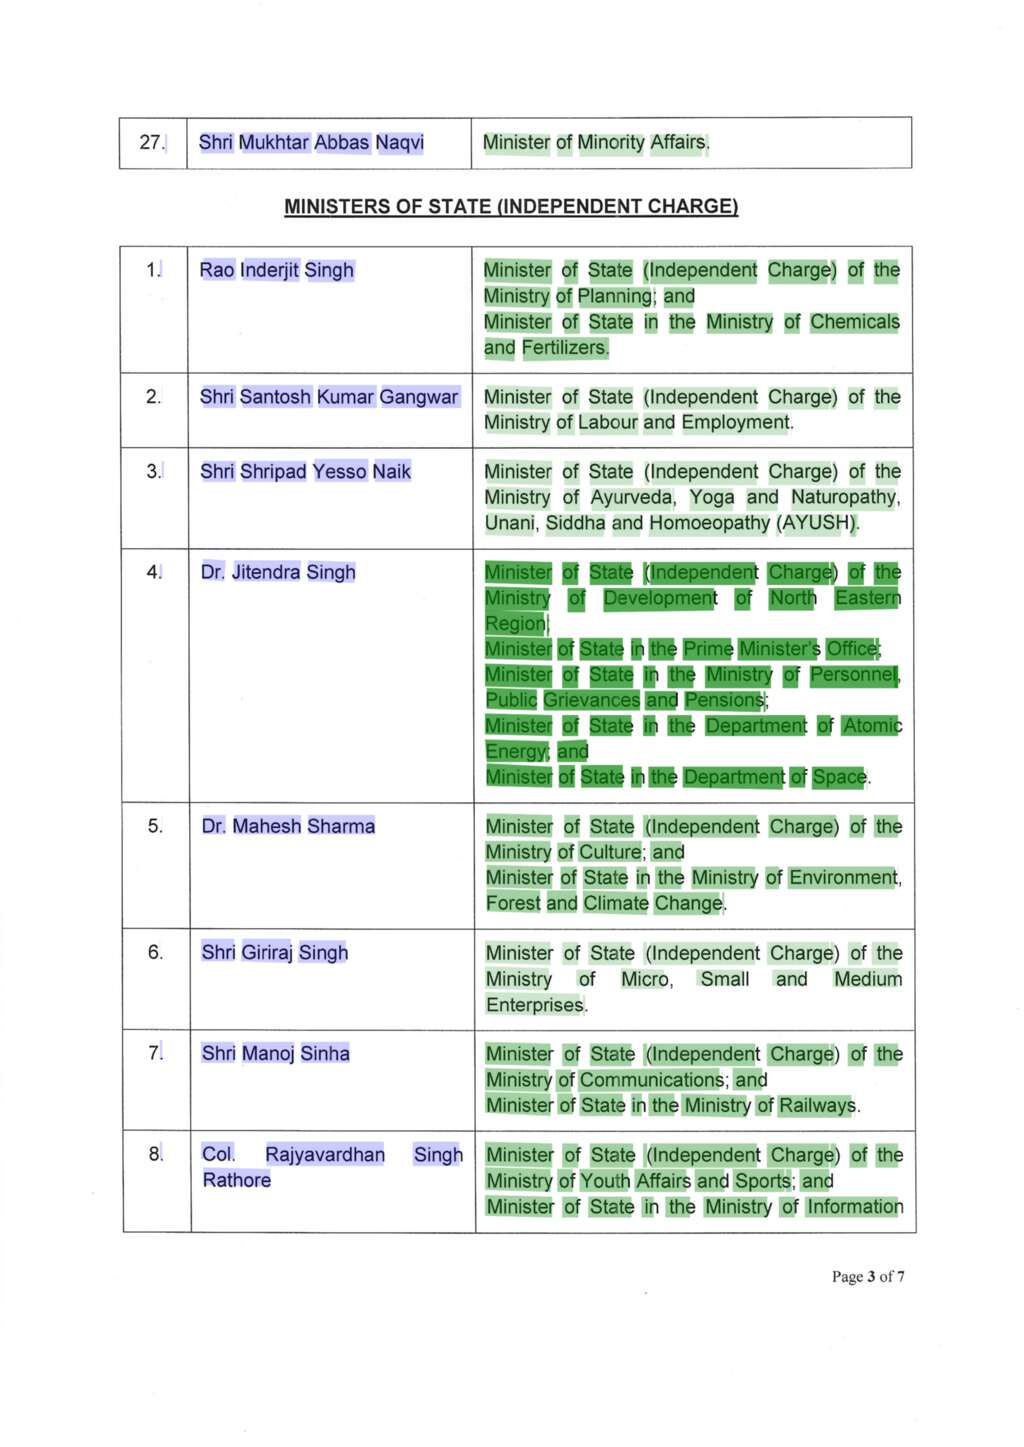 27. Shri Mukhtar Abbas Naqvi Minister of Minority Affairs.
MINISTERS OF STATE (INDEPENDENT CHARGE)
1. Rao Inderjit Singh Minister of State (Independent Charge) of the
Ministry of Planning; and
Minister of State in the Ministry of Chemicals
and Fertilizers.
2. Shri Santosh Kumar Gangwar Minister of State (Independent Charge) of the
Ministry of Labour and Employment.
3. Shri Shripad Yesso Naik Minister of State (Independent Charge) of the
Ministry of Ayurveda, Yoga and Naturopathy,
Unani, Siddha and Homoeopathy (AYUSH).
4. Dr. Jitendra Singh Minister of State (Independent Charge) of the
Ministry of Development of North Eastern
Region;
Minister of State in the Prime Minister's Office;
Minister of State in the Ministry of Personnel,
Public Grievances and Pensions;
Minister of State in the Department of Atomic
Energy; and
Minister of State in the Department of Space.
5. Dr. Mahesh Sharma Minister of State (Independent Charge) of the
Ministry of Culture; and
Minister of State in the Ministry of Environment,
Forest and Climate Change.
6. Shri Giriraj Singh Minister of State (Independent Charge) of the
Ministry of Micro, Small and Medium
Enterprises.
7. Shri Manoj Sinha Minister of State (Independent Charge) of the
Ministry of Communications; and
Minister of State in the Ministry of Railways.
8. Col. Rajyavardhan Singh Minister of State (Independent Charge) of the
Rathore Ministry of Youth Affairs and Sports; and
Minister of State in the Ministry of Information
Page 3 of 7